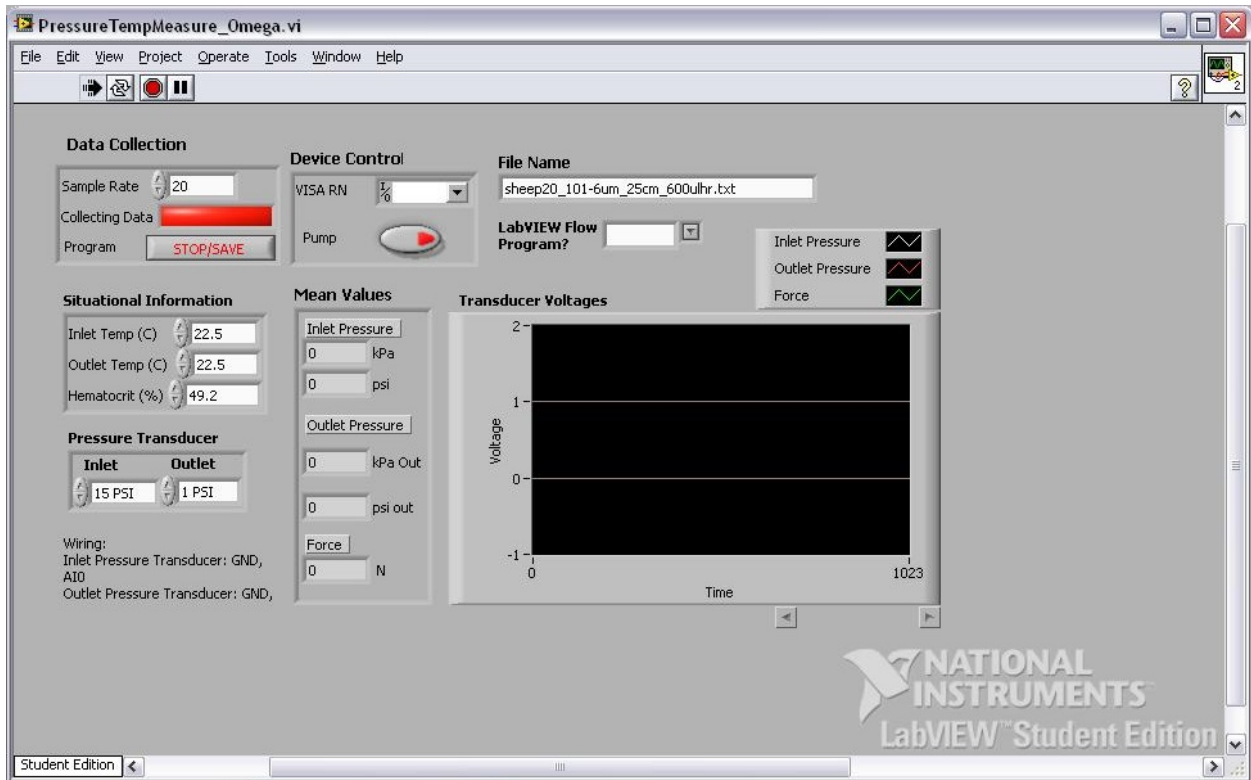 PressureTempMeasure_Omega.vi
File Edit View Project Operate Tools Window Help
2
Data Collection
Sample Rate 20
Collecting Data
Program STOP/SAVE
Device Control
VISA RN I/O
Pump
File Name
sheep20_101-6um_25cm_600ulhr.txt
LabVIEW Flow
Program?
Inlet Pressure
Outlet Pressure
Force
Situational Information
Inlet Temp (C) 22.5
Outlet Temp (C) 22.5
Hematocrit (%) 49.2
Pressure Transducer
Inlet Outlet
15 PSI 1 PSI
Wiring:
Inlet Pressure Transducer: GND,
AI0
Outlet Pressure Transducer: GND,
Mean Values
Inlet Pressure
0 kPa
0 psi
Outlet Pressure
0 kPa Out
0 psi out
Force
0 N
Transducer Voltages
2
1
0
-1
Voltage
0 1023
Time
NATIONAL
INSTRUMENTS
LabVIEW™ Student Edition
Student Edition